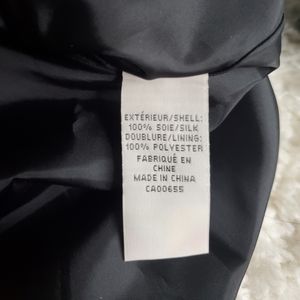 EXTÉRIEUR/SHELL:
100% SOIE/SILK
DOUBLURE/LINING:
100% POLYESTER
FABRIQUÉ EN
CHINE
MADE IN CHINA
CA00655